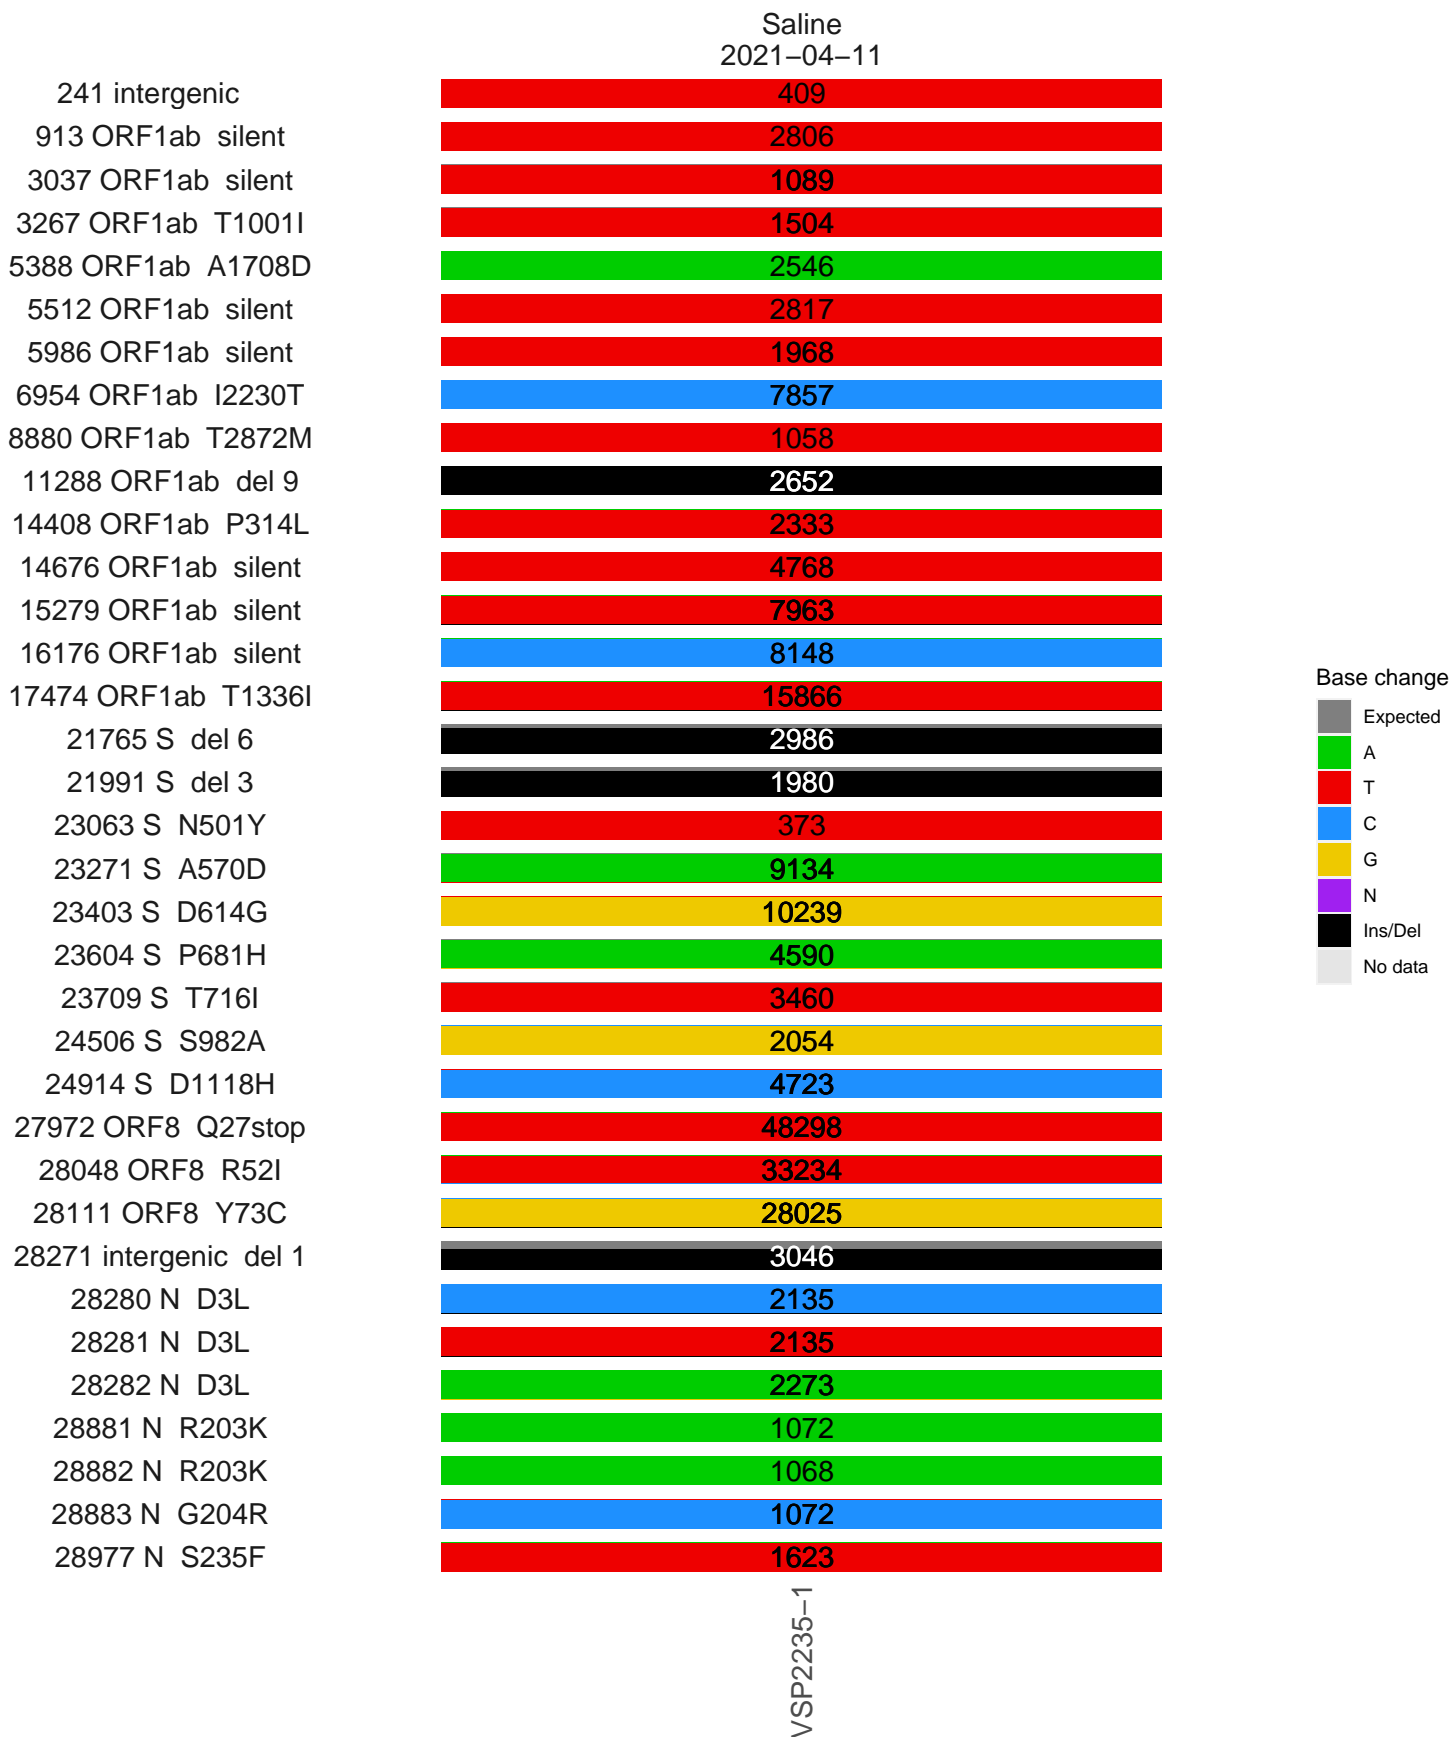 Saline
2021−04−11
241 intergenic 409
913 ORF1ab silent 2806
3037 ORF1ab silent 1089
3267 ORF1ab T1001I 1504
5388 ORF1ab A1708D 2546
5512 ORF1ab silent 2817
5986 ORF1ab silent 1968
6954 ORF1ab I2230T 7857
8880 ORF1ab T2872M 1058
11288 ORF1ab del 9 2652
14408 ORF1ab P314L 2333
14676 ORF1ab silent 4768
15279 ORF1ab silent 7963
16176 ORF1ab silent 8148
17474 ORF1ab T1336I 15866
21765 S del 6 2986
21991 S del 3 1980
23063 S N501Y 373
23271 S A570D 9134
23403 S D614G 10239
23604 S P681H 4590
23709 S T716I 3460
24506 S S982A 2054
24914 S D1118H 4723
27972 ORF8 Q27stop 48298
28048 ORF8 R52I 33234
28111 ORF8 Y73C 28025
28271 intergenic del 1 3046
28280 N D3L 2135
28281 N D3L 2135
28282 N D3L 2273
28881 N R203K 1072
28882 N R203K 1068
28883 N G204R 1072
28977 N S235F 1623
VSP2235−1
Base change
Expected
A
T
C
G
N
Ins/Del
No data